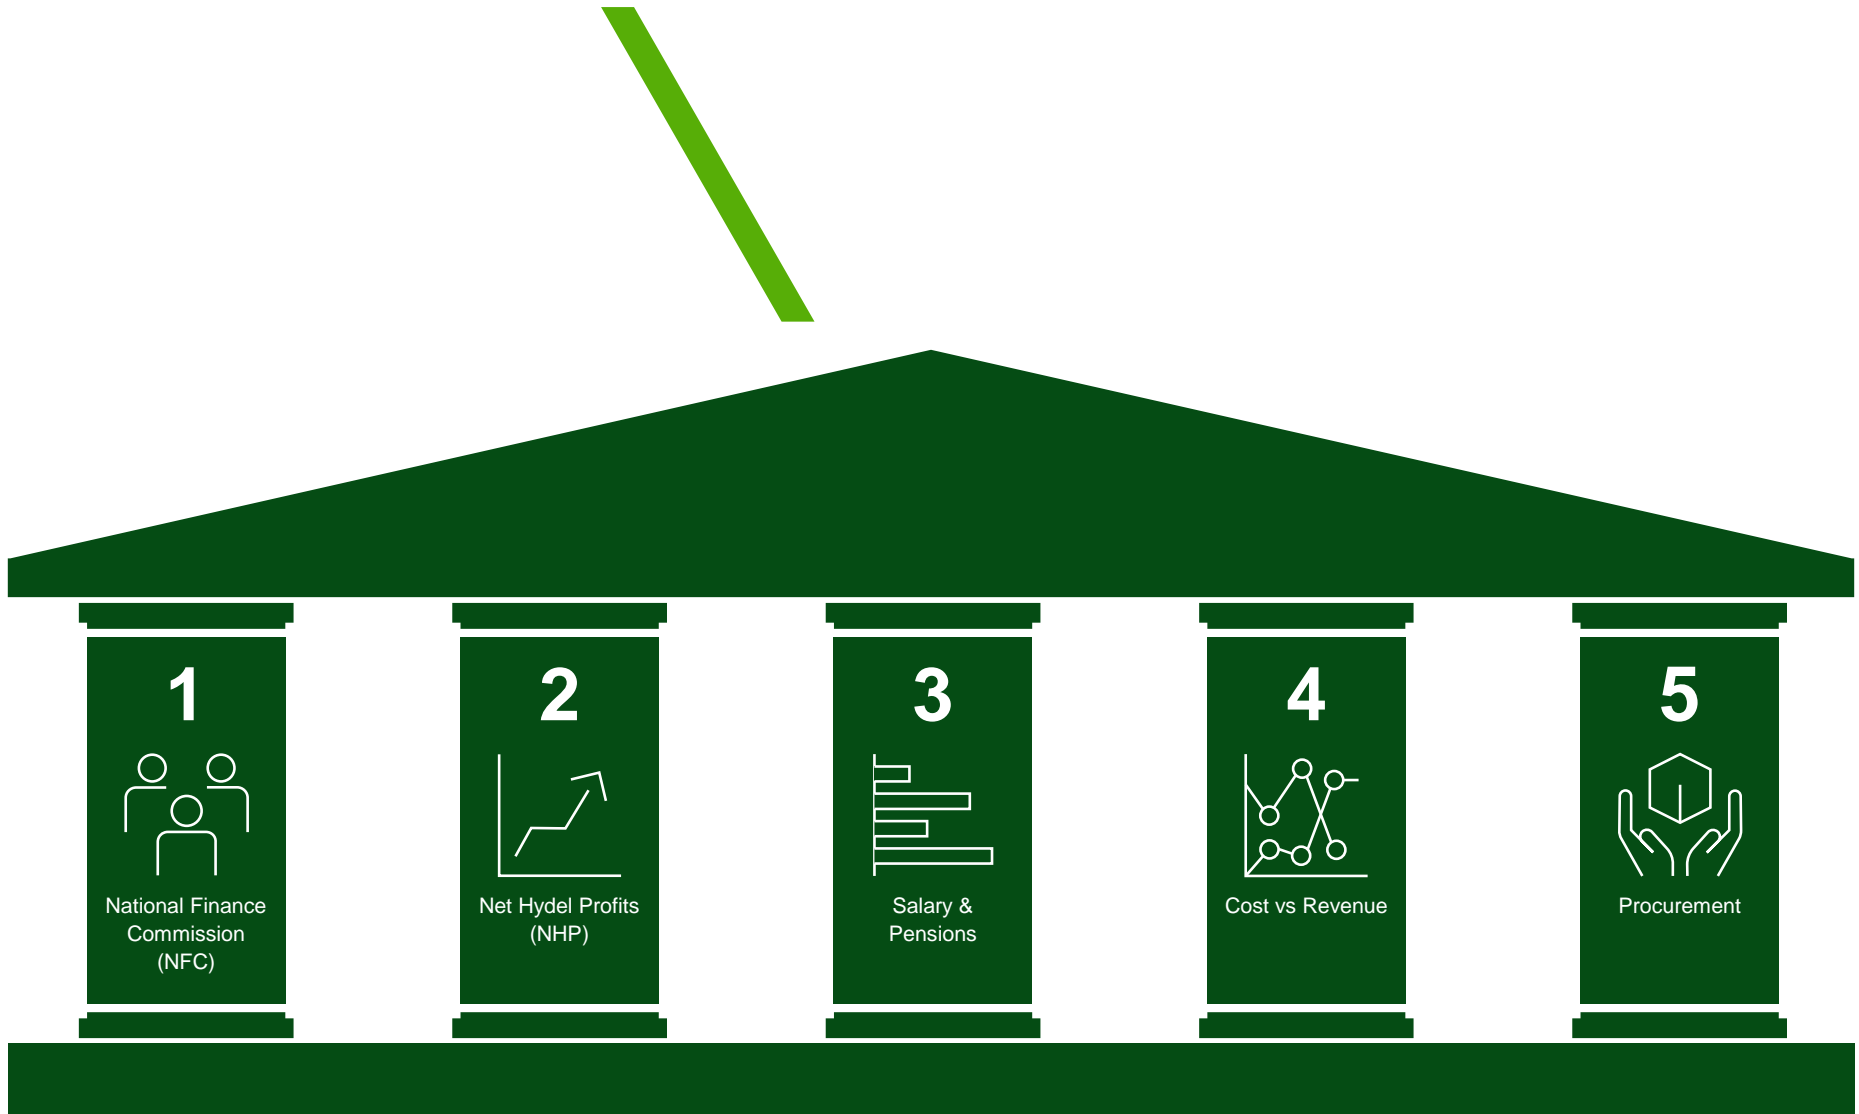 1
National Finance
Commission
(NFC)
2
Net Hydel Profits
(NHP)
3
Salary &
Pensions
4
Cost vs Revenue
5
Procurement